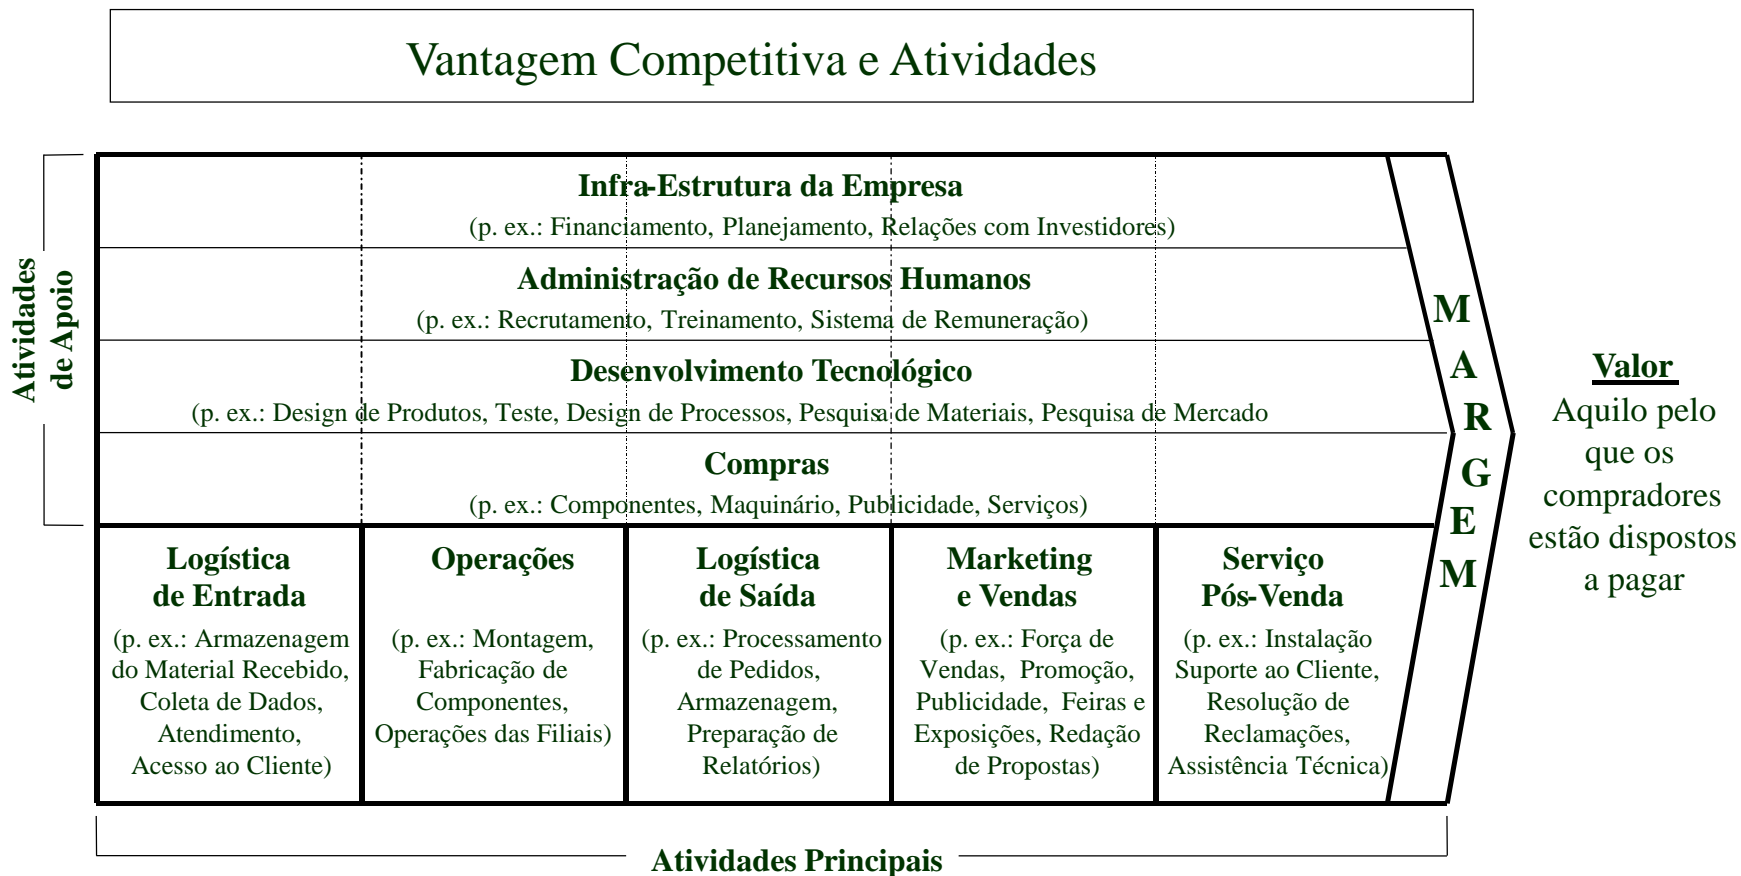 Vantagem Competitiva e Atividades
Atividades
de Apoio
Infra-Estrutura da Empresa
(p. ex.: Financiamento, Planejamento, Relações com Investidores)
Administração de Recursos Humanos
(p. ex.: Recrutamento, Treinamento, Sistema de Remuneração)
Desenvolvimento Tecnológico
(p. ex.: Design de Produtos, Teste, Design de Processos, Pesquisa de Materiais, Pesquisa de Mercado
Compras
(p. ex.: Componentes, Maquinário, Publicidade, Serviços)
Logística
de Entrada
(p. ex.: Armazenagem
do Material Recebido,
Coleta de Dados,
Atendimento,
Acesso ao Cliente)
Operações
(p. ex.: Montagem,
Fabricação de
Componentes,
Operações das Filiais)
Logística
de Saída
(p. ex.: Processamento
de Pedidos,
Armazenagem,
Preparação de
Relatórios)
Marketing
e Vendas
(p. ex.: Força de
Vendas, Promoção,
Publicidade, Feiras e
Exposições, Redação
de Propostas)
Serviço
Pós-Venda
(p. ex.: Instalação
Suporte ao Cliente,
Resolução de
Reclamações,
Assistência Técnica)
MARGEM
Valor
Aquilo pelo
que os
compradores
estão dispostos
a pagar
Atividades Principais